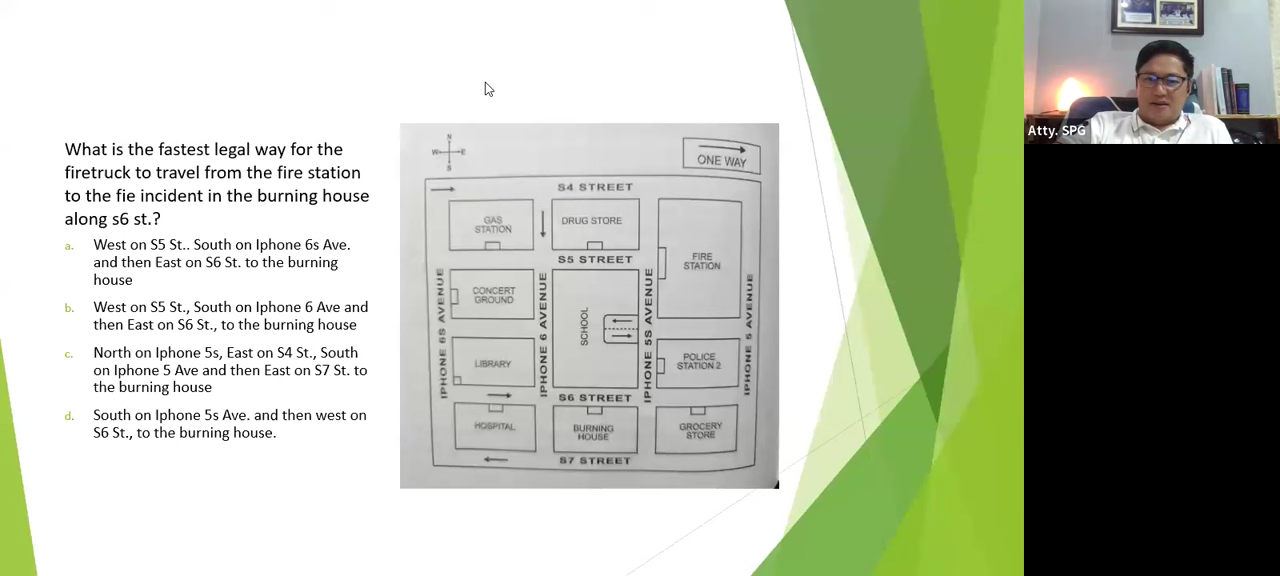 What is the fastest legal way for the
firetruck to travel from the fire station
to the fie incident in the burning house
along s6 st.?
a. West on S5 St.. South on Iphone 6s Ave.
and then East on S6 St. to the burning
house
b. West on S5 St., South on Iphone 6 Ave and
then East on S6 St., to the burning house
c. North on Iphone 5s, East on S4 St., South
on Iphone 5 Ave and then East on S7 St. to
the burning house
d. South on Iphone 5s Ave. and then west on
S6 St., to the burning house.
N
W E
S
ONE WAY
S4 STREET
GAS
STATION
DRUG STORE
S5 STREET
FIRE
STATION
IPHONE 6S AVENUE
CONCERT
GROUND
IPHONE 6 AVENUE
SCHOOL
IPHONE 5S AVENUE
IPHONE 5 AVENUE
LIBRARY
POLICE
STATION 2
S6 STREET
HOSPITAL
BURNING
HOUSE
GROCERY
STORE
S7 STREET
Atty. SPG